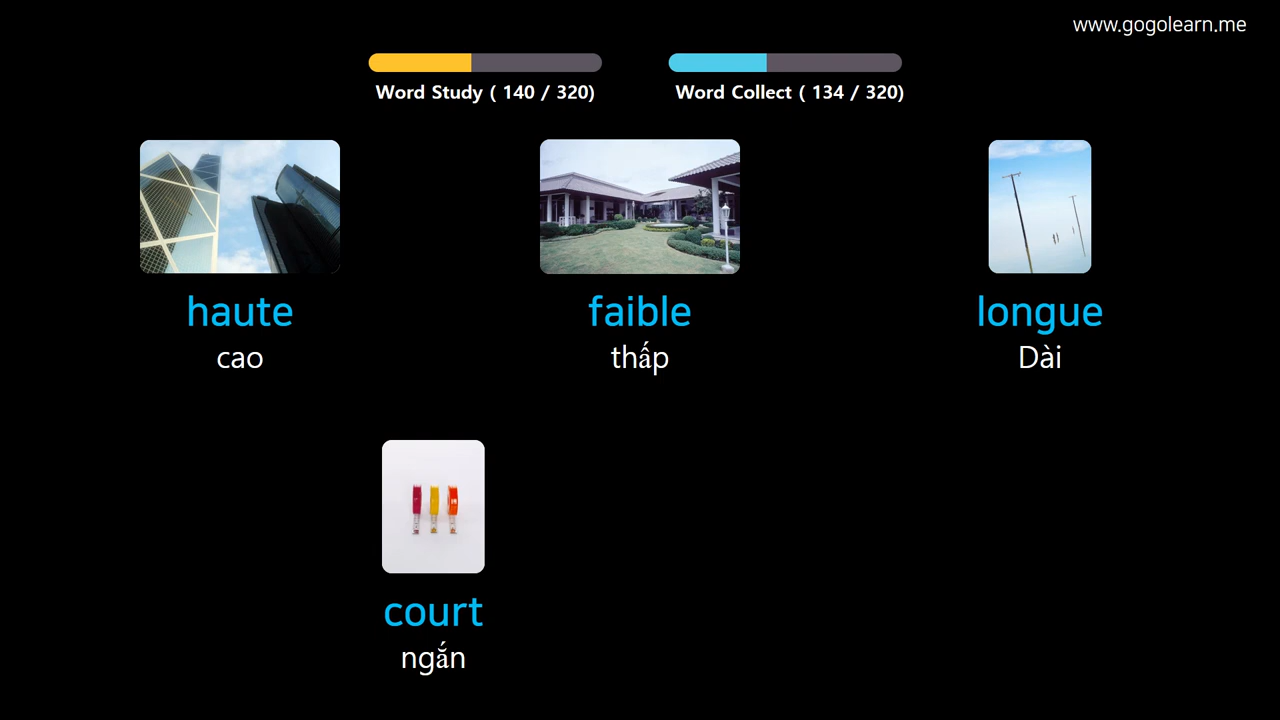 www.gogolearn.me
Word Study ( 140 / 320)
Word Collect ( 134 / 320)
haute
faible
longue
cao
thấp
Dài
court
ngắn